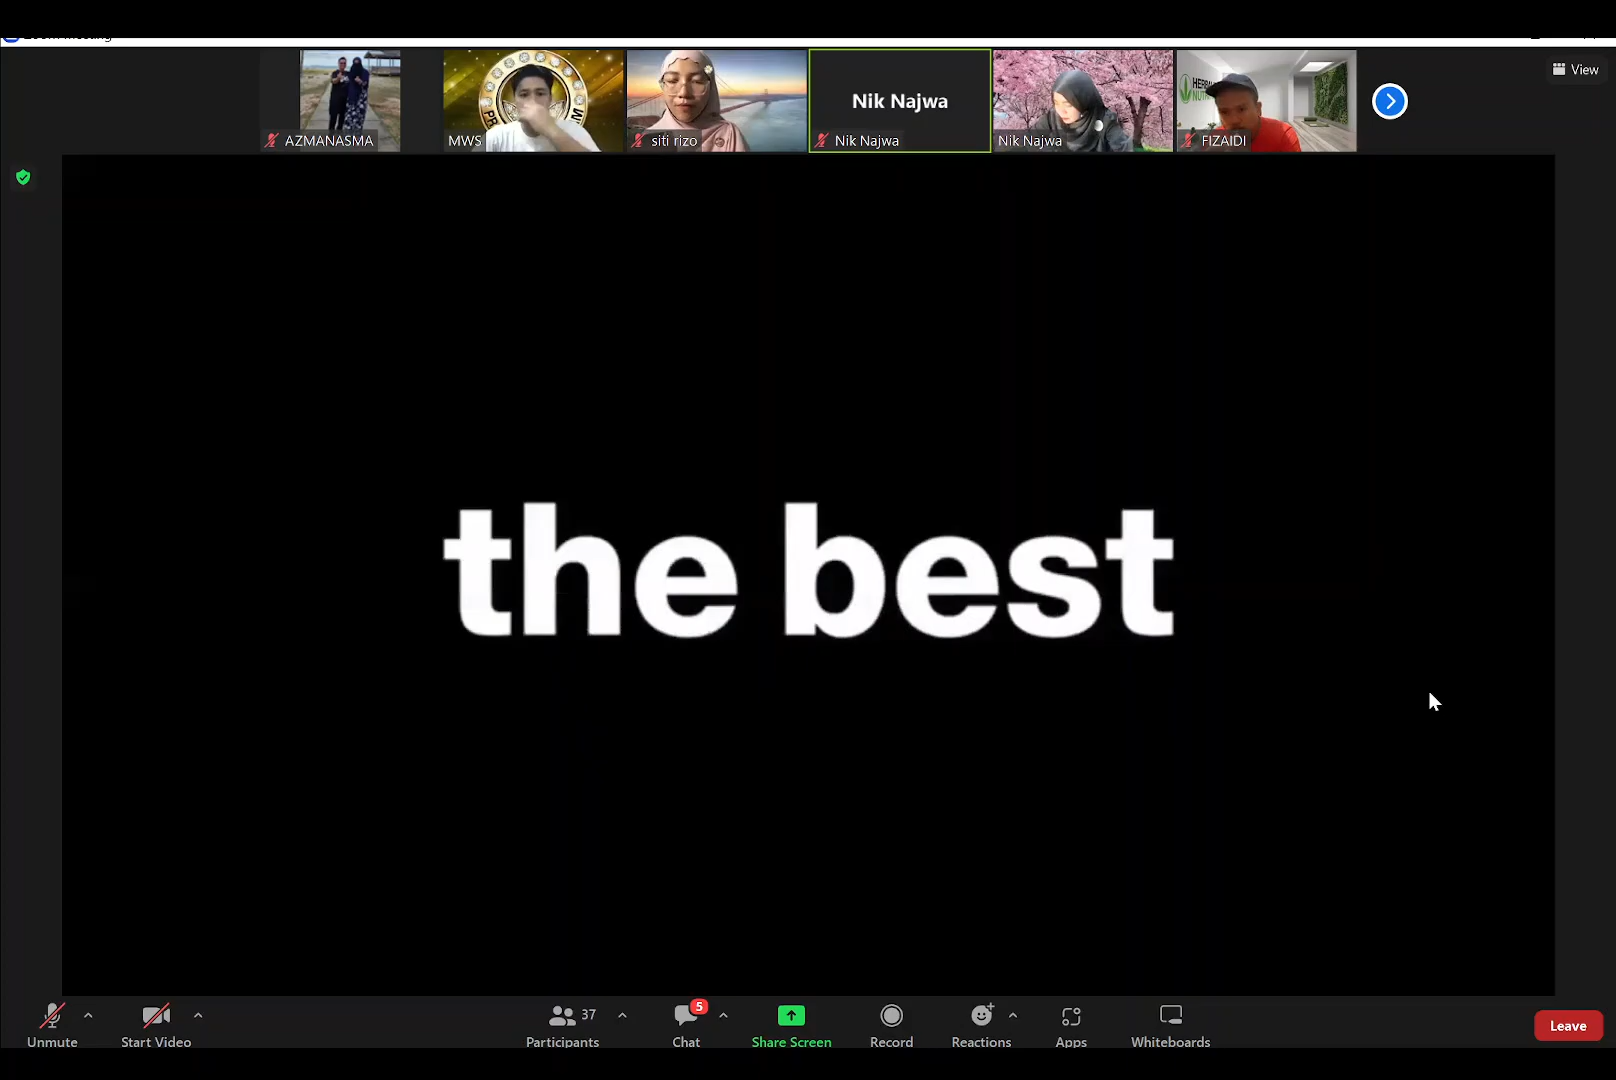 View
AZMANASMA
MWS
siti rizo
Nik Najwa
Nik Najwa
Nik Najwa
FIZAIDI
the best
37
5
Unmute
Start Video
Participants
Chat
Share Screen
Record
Reactions
Apps
Whiteboards
Leave